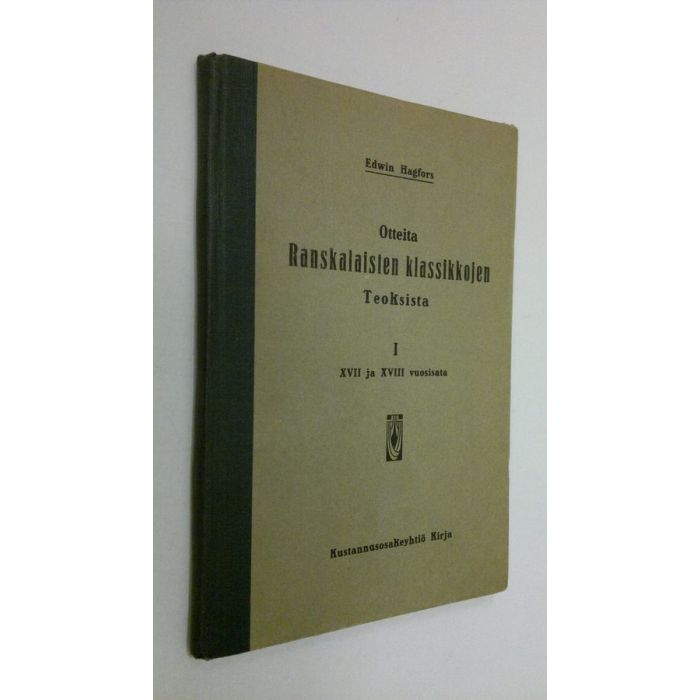 Edwin Hagfors
Otteita
Ranskalaisten klassikkojen
Teoksista
I
XVII ja XVIII vuosisata
Kustannusosakeyhtiö Kirja